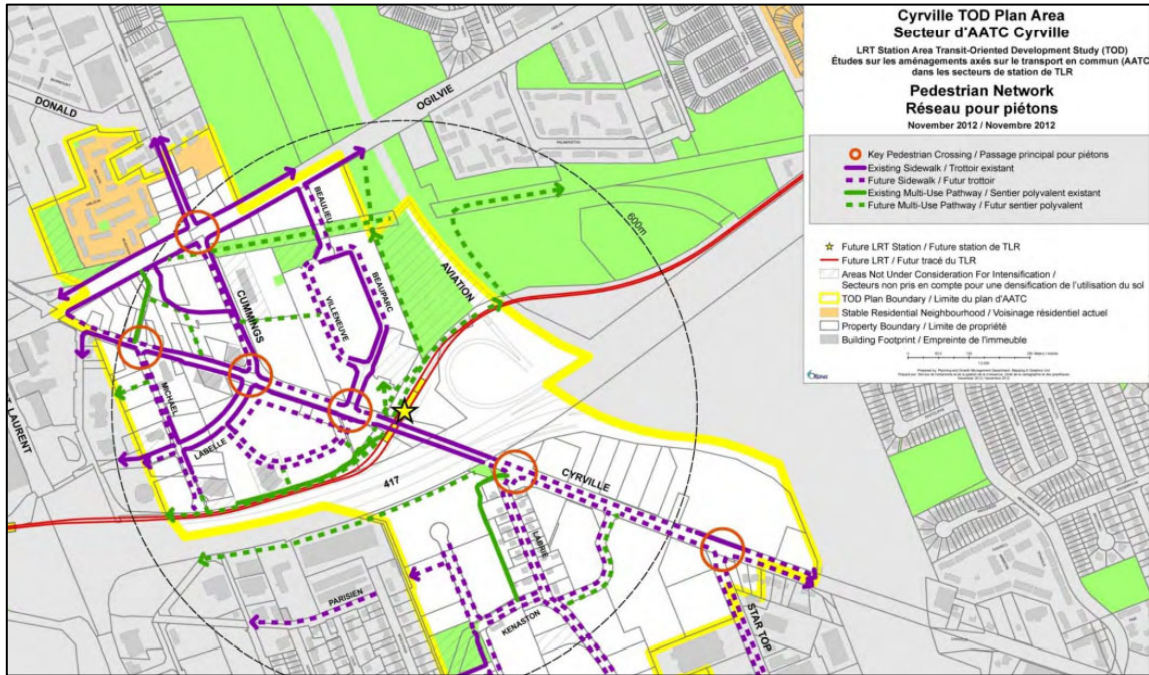 Cyrville TOD Plan Area
Secteur d'AATC Cyrville
LRT Station Area Transit-Oriented Development Study (TOD)
Études sur les aménagements axés sur le transport en commun (AATC)
dans les secteurs de station de TLR
Pedestrian Network
Réseau pour piétons
November 2012 / Novembre 2012
Key Pedestrian Crossing / Passage principal pour piétons
Existing Sidewalk / Trottoir existant
Future Sidewalk / Futur trottoir
Existing Multi-Use Pathway / Sentier polyvalent existant
Future Multi-Use Pathway / Futur sentier polyvalent
Future LRT Station / Future station de TLR
Future LRT / Futur tracé du TLR
Areas Not Under Consideration For Intensification /
Secteurs non pris en compte pour une densification de l'utilisation du sol
TOD Plan Boundary / Limite du plan d'AATC
Stable Residential Neighbourhood / Voisinage résidentiel actuel
Property Boundary / Limite de propriété
Building Footprint / Empreinte de l'immeuble
DONALD
OGILVIE
BEAULIEU
600m
AVIATION
CUMMINGS
VILLENEUVE
BEAUPARC
MICHAEL
LABELLE
LAURENT
417
CYRVILLE
LABRIE
PARISIEN
KENASTON
STAR TOP